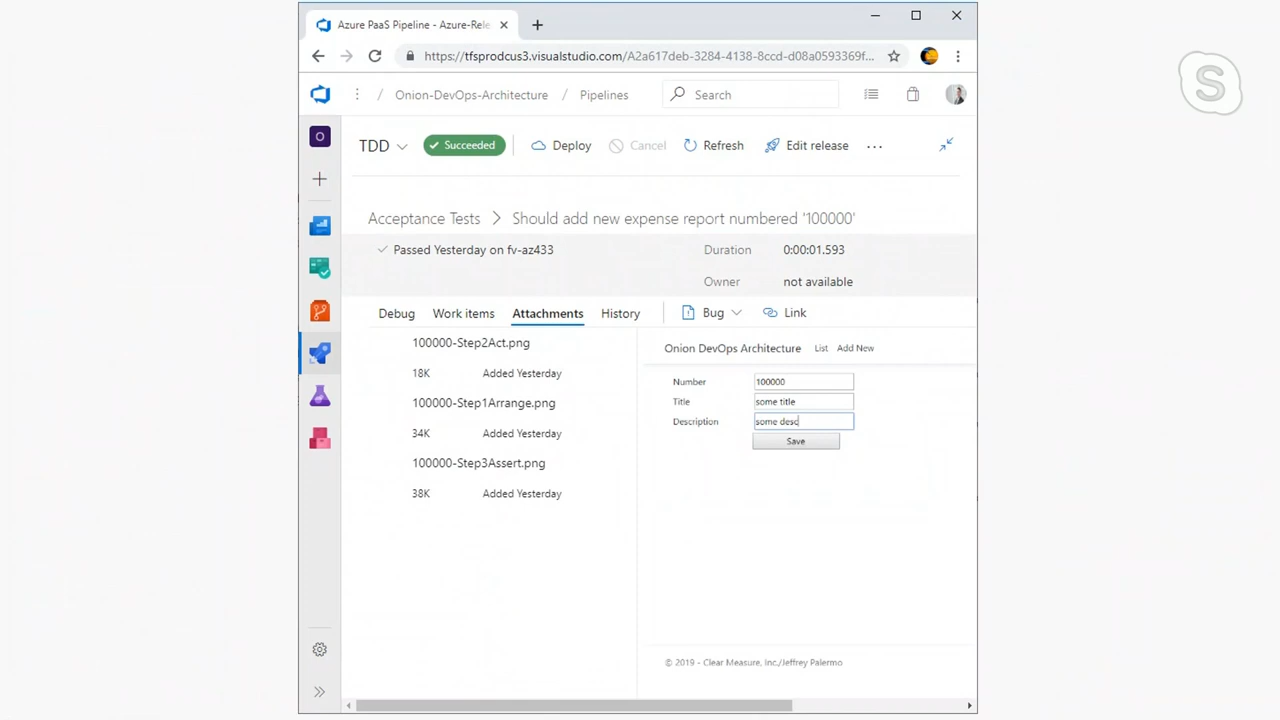 Azure PaaS Pipeline - Azure-Rele
https://tfsprodcus3.visualstudio.com/A2a617deb-3284-4138-8ccd-d08a0593369f...
/ Onion-DevOps-Architecture / Pipelines
Search
O
TDD
Succeeded
Deploy
Cancel
Refresh
Edit release
...
Acceptance Tests > Should add new expense report numbered '100000'
Passed Yesterday on fv-az433
Duration 0:00:01.593
Owner not available
Debug Work items Attachments History
Bug
Link
100000-Step2Act.png
18K Added Yesterday
100000-Step1Arrange.png
34K Added Yesterday
100000-Step3Assert.png
38K Added Yesterday
Onion DevOps Architecture List Add New
Number 100000
Title some title
Description some desc
Save
© 2019 - Clear Measure, Inc./Jeffrey Palermo
S